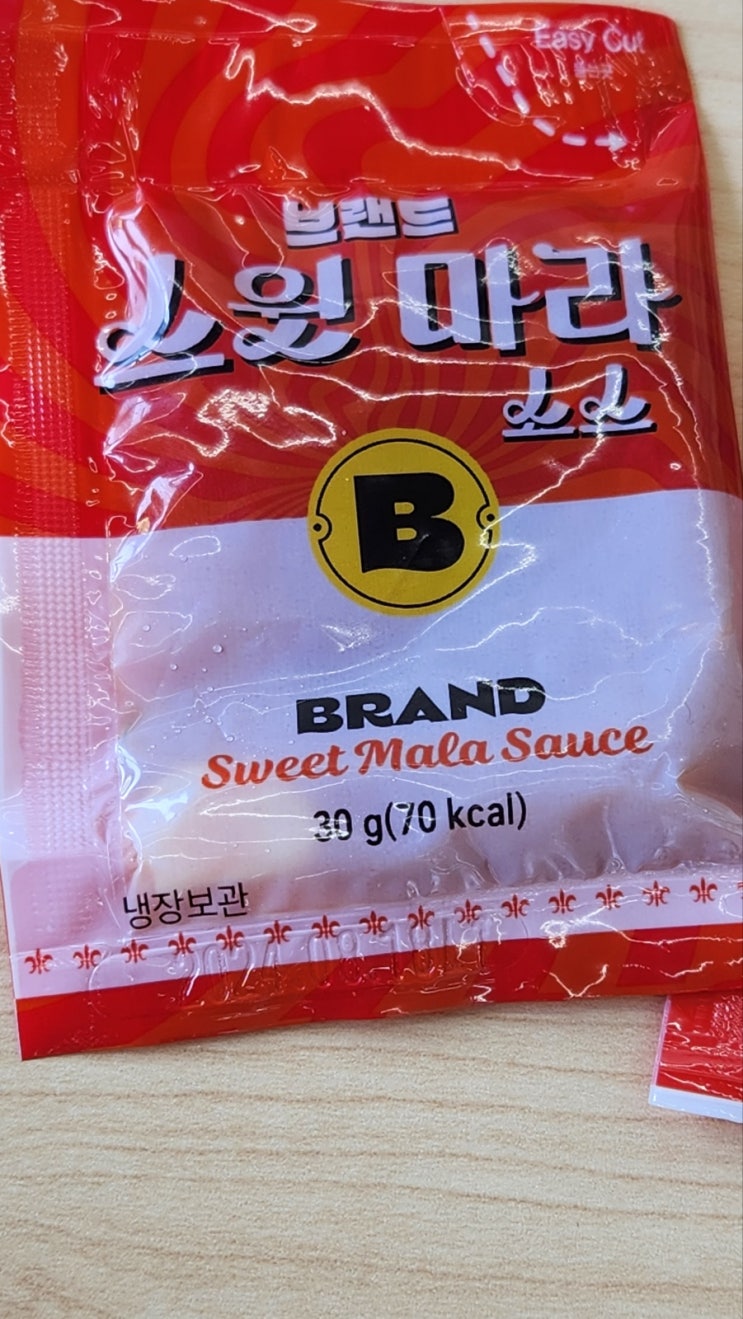 Easy Cut
브랜드
스윗 마라
소스
B
BRAND
Sweet Mala Sauce
30 g(70 kcal)
냉장보관